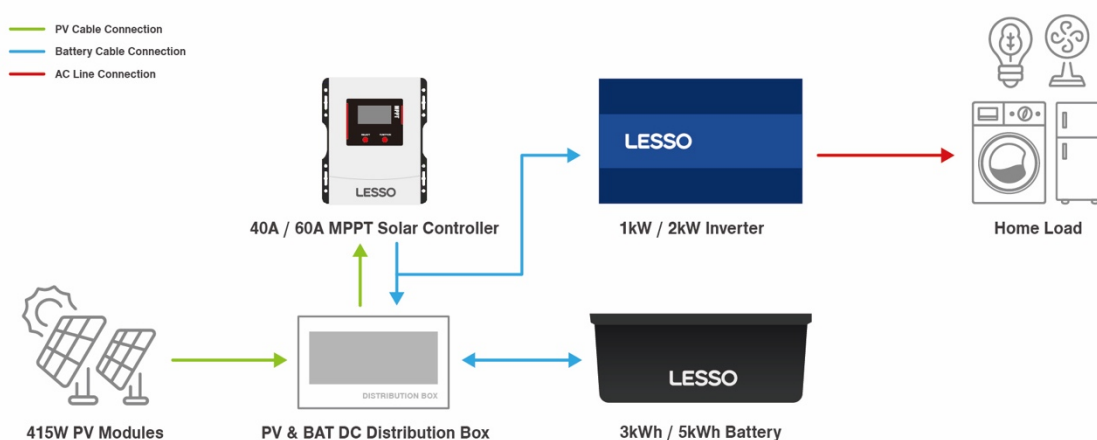 PV Cable Connection
Battery Cable Connection
AC Line Connection
MPPT
LESSO
40A / 60A MPPT Solar Controller
LESSO
1kW / 2kW Inverter
Home Load
415W PV Modules
DISTRIBUTION BOX
PV & BAT DC Distribution Box
LESSO
3kWh / 5kWh Battery